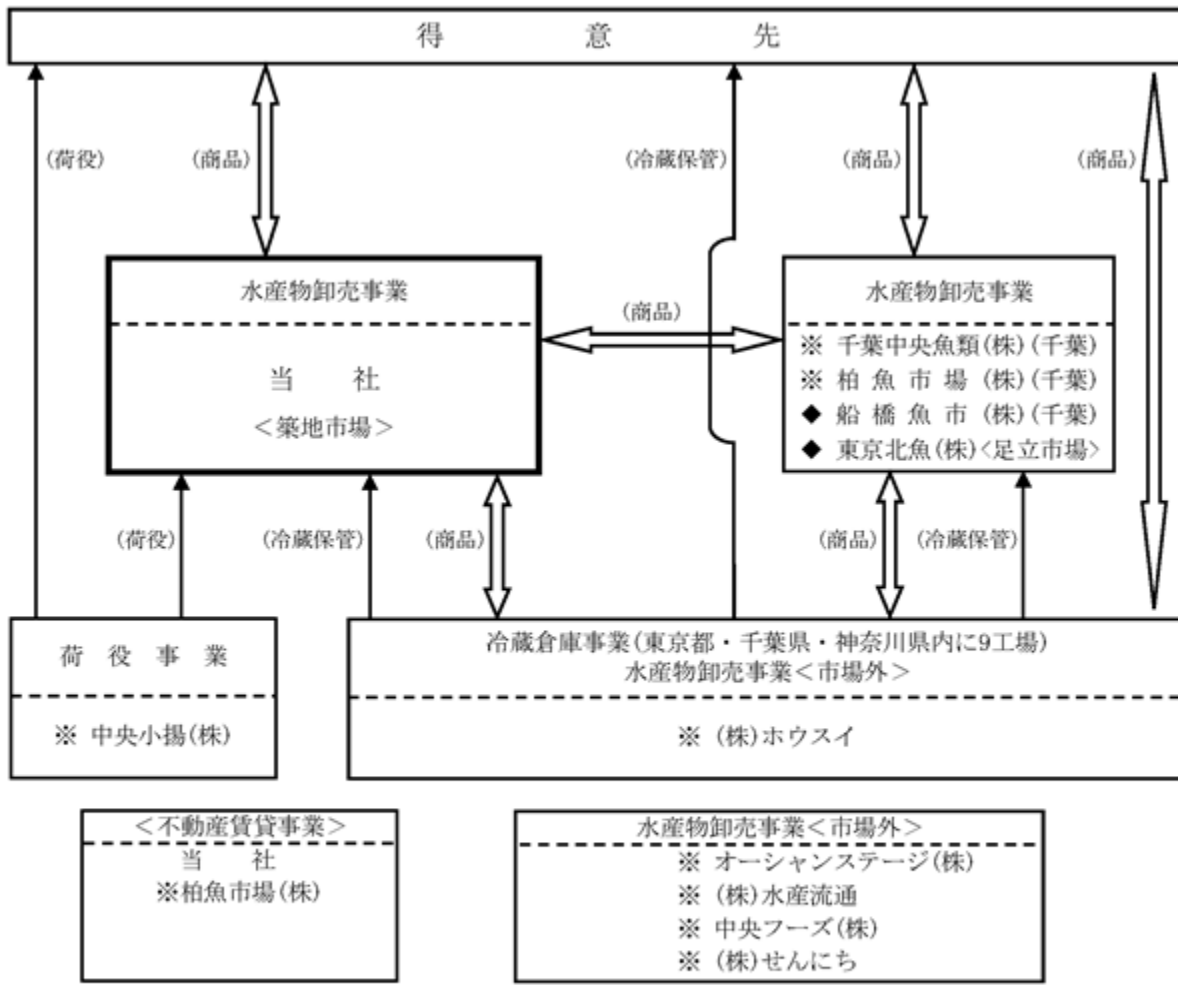 得意先
(荷役)
(商品)
(冷蔵保管)
(商品)
(商品)
水産物卸売事業
当社
<築地市場>
(商品)
水産物卸売事業
※ 千葉中央魚類(株)(千葉)
※ 柏魚市場(株)(千葉)
◆ 船橋魚市(株)(千葉)
◆ 東京北魚(株)<足立市場>
(荷役)
(冷蔵保管)
(商品)
(商品)
(冷蔵保管)
荷役事業
※ 中央小揚(株)
冷蔵倉庫事業(東京都・千葉県・神奈川県内に9工場)
水産物卸売事業<市場外>
※ (株)ホウスイ
<不動産賃貸事業>
当社
※柏魚市場(株)
水産物卸売事業<市場外>
※ オーシャンステージ(株)
※ (株)水産流通
※ 中央フーズ(株)
※ (株)せんにち